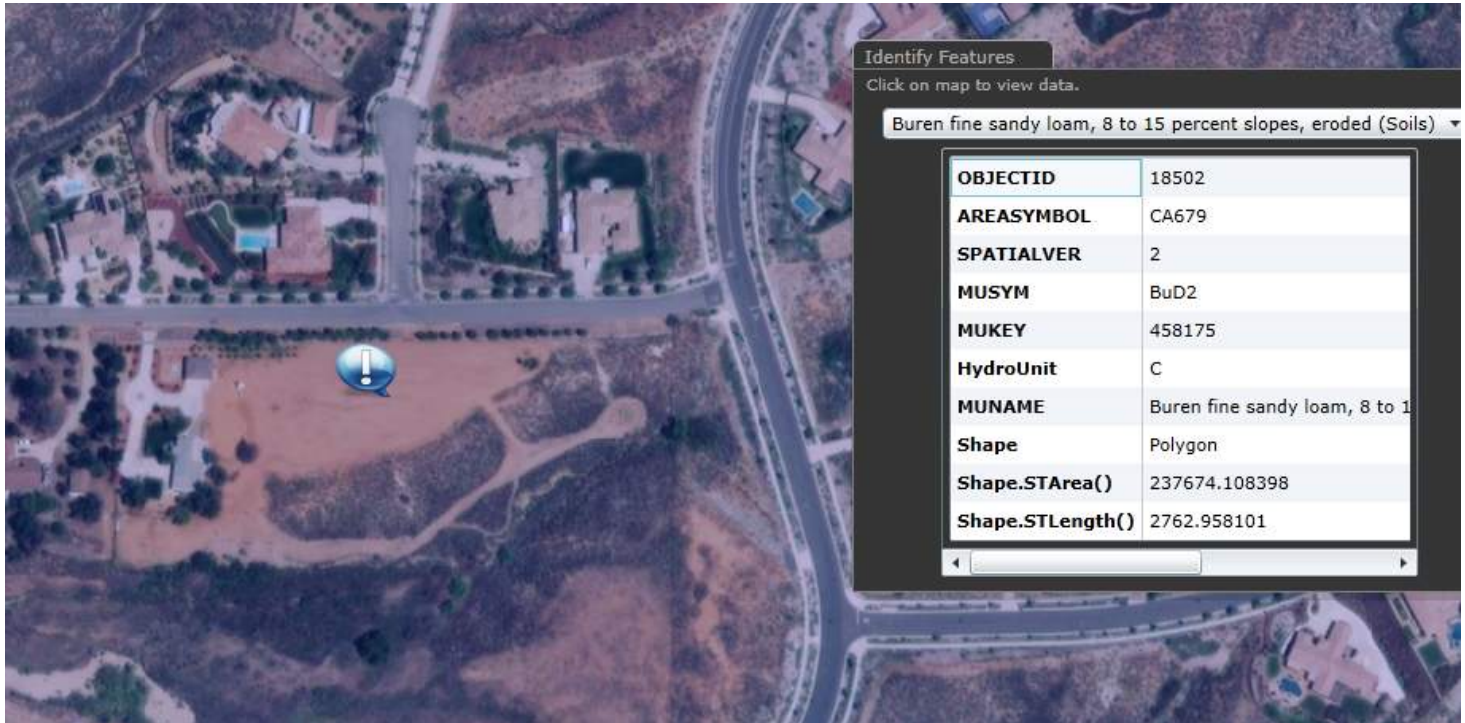 Identify Features
Click on map to view data.
Buren fine sandy loam, 8 to 15 percent slopes, eroded (Soils)
OBJECTID 18502
AREASYMBOL CA679
SPATIALVER 2
MUSYM BuD2
MUKEY 458175
HydroUnit C
MUNAME Buren fine sandy loam, 8 to 1
Shape Polygon
Shape.STArea() 237674.108398
Shape.STLength() 2762.958101